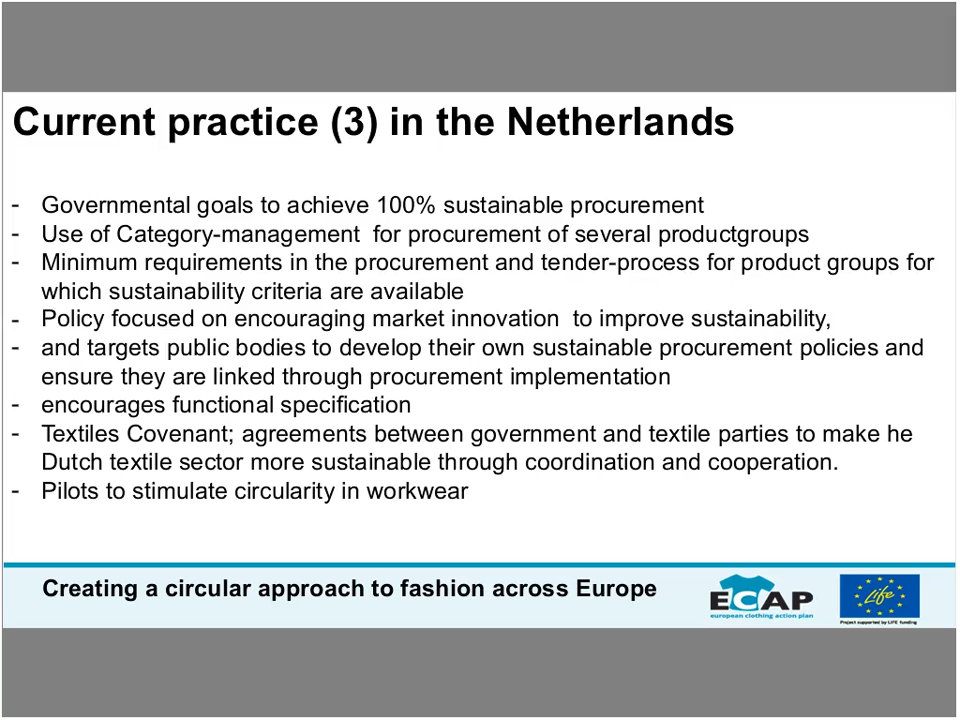 Current practice (3) in the Netherlands
- Governmental goals to achieve 100% sustainable procurement
- Use of Category-management  for procurement of several productgroups
- Minimum requirements in the procurement and tender-process for product groups for
which sustainability criteria are available
- Policy focused on encouraging market innovation  to improve sustainability,
- and targets public bodies to develop their own sustainable procurement policies and
ensure they are linked through procurement implementation
- encourages functional specification
- Textiles Covenant; agreements between government and textile parties to make he
Dutch textile sector more sustainable through coordination and cooperation.
- Pilots to stimulate circularity in workwear
Creating a circular approach to fashion across Europe
ECAP
european clothing action plan
Life
Project supported by LIFE funding